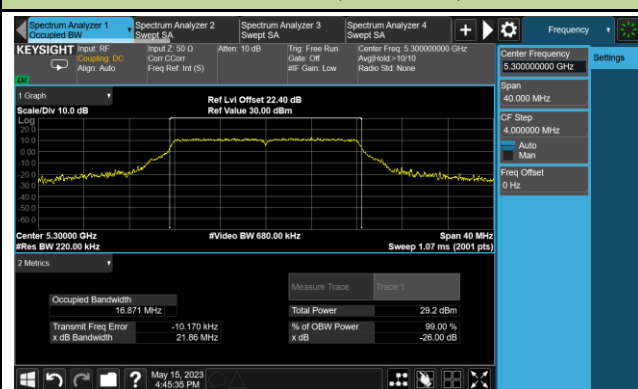 Spectrum Analyzer 1
Occupied BW
Spectrum Analyzer 2
Swept SA
Spectrum Analyzer 3
Swept SA
Spectrum Analyzer 4
Swept SA
+
Frequency
KEYSIGHT
Input: RF
Coupling: DC
Align: Auto
Input Z: 50 Ω
Corr CCorr
Freq Ref: Int (S)
Atten: 10 dB
Trig: Free Run
Gate: Off
#IF Gain: Low
Center Freq: 5.300000000 GHz
Avg|Hold:>10/10
Radio Std: None
Center Frequency
5.300000000 GHz
Settings
Span
40.000 MHz
CF Step
4.000000 MHz
Auto
Man
Freq Offset
0 Hz
1 Graph
Scale/Div 10.0 dB
Ref Lvl Offset 22.40 dB
Ref Value 30.00 dBm
Log
20.0
10.0
0.00
-10.0
-20.0
-30.0
-40.0
-50.0
-60.0
Center 5.30000 GHz
#Res BW 220.00 kHz
#Video BW 680.00 kHz
Span 40 MHz
Sweep 1.07 ms (2001 pts)
2 Metrics
Measure Trace
Trace 1
Occupied Bandwidth
16.871 MHz
Total Power
29.2 dBm
Transmit Freq Error
-10.170 kHz
% of OBW Power
99.00 %
x dB Bandwidth
21.86 MHz
x dB
-26.00 dB
?
May 15, 2023
4:45:35 PM